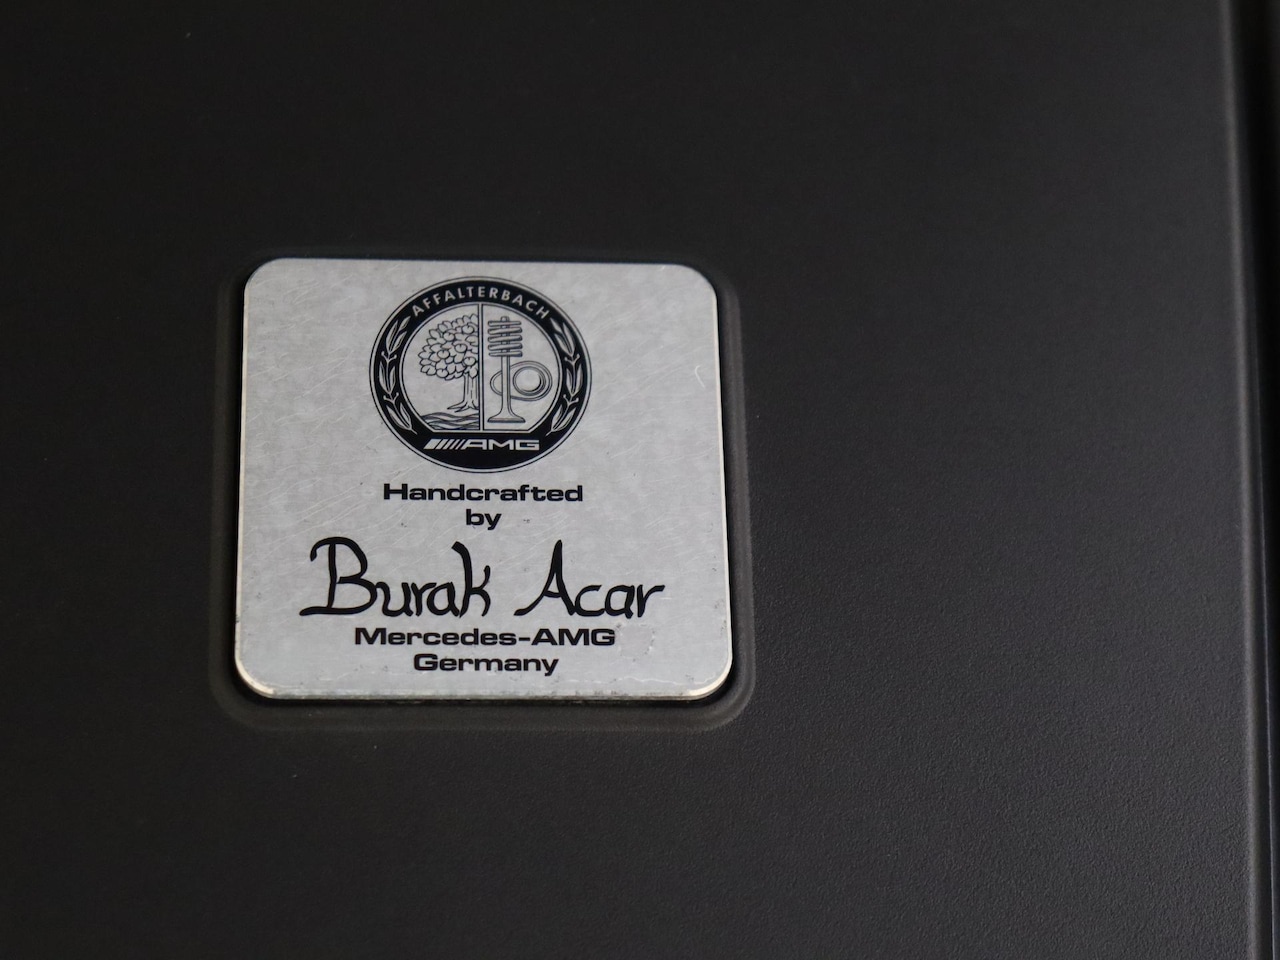 AFFALTERBACH
AMG
Handcrafted
by
Burak Acar
Mercedes-AMG
Germany